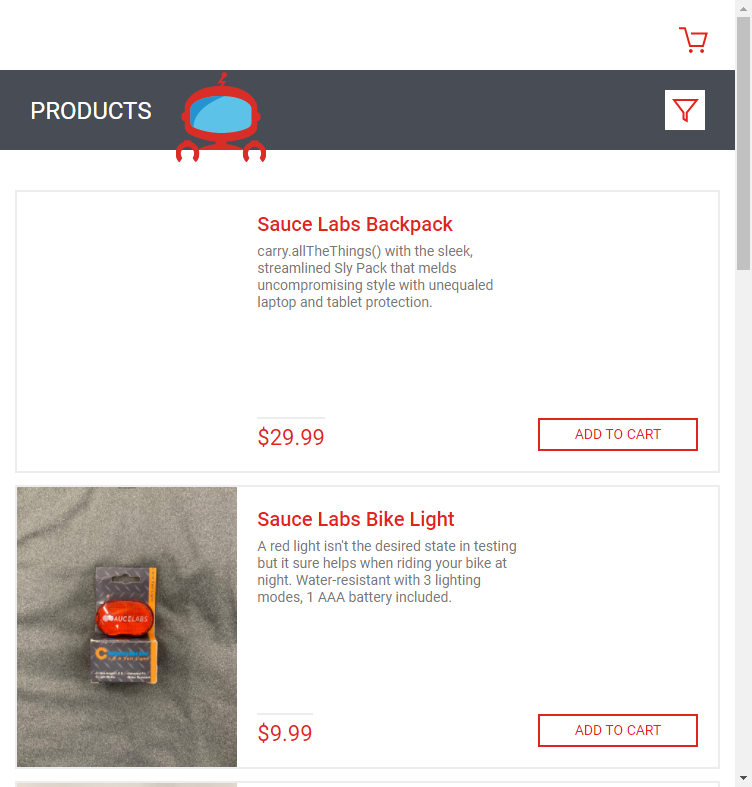 PRODUCTS
Sauce Labs Backpack
carry.allTheThings() with the sleek,
streamlined Sly Pack that melds
uncompromising style with unequaled
laptop and tablet protection.
$29.99
ADD TO CART
Sauce Labs Bike Light
A red light isn't the desired state in testing
but it sure helps when riding your bike at
night. Water-resistant with 3 lighting
modes, 1 AAA battery included.
AUCELABS
$9.99
ADD TO CART